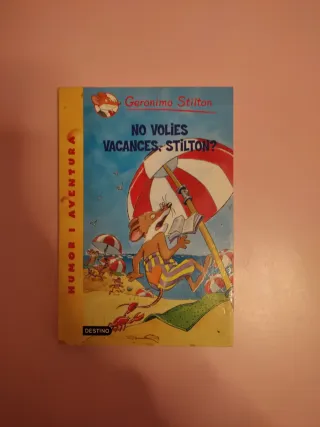 Geronimo Stilton
NO VOLIES
VACANCES, STILTON?
HUMOR I AVENTURA
DESTINO